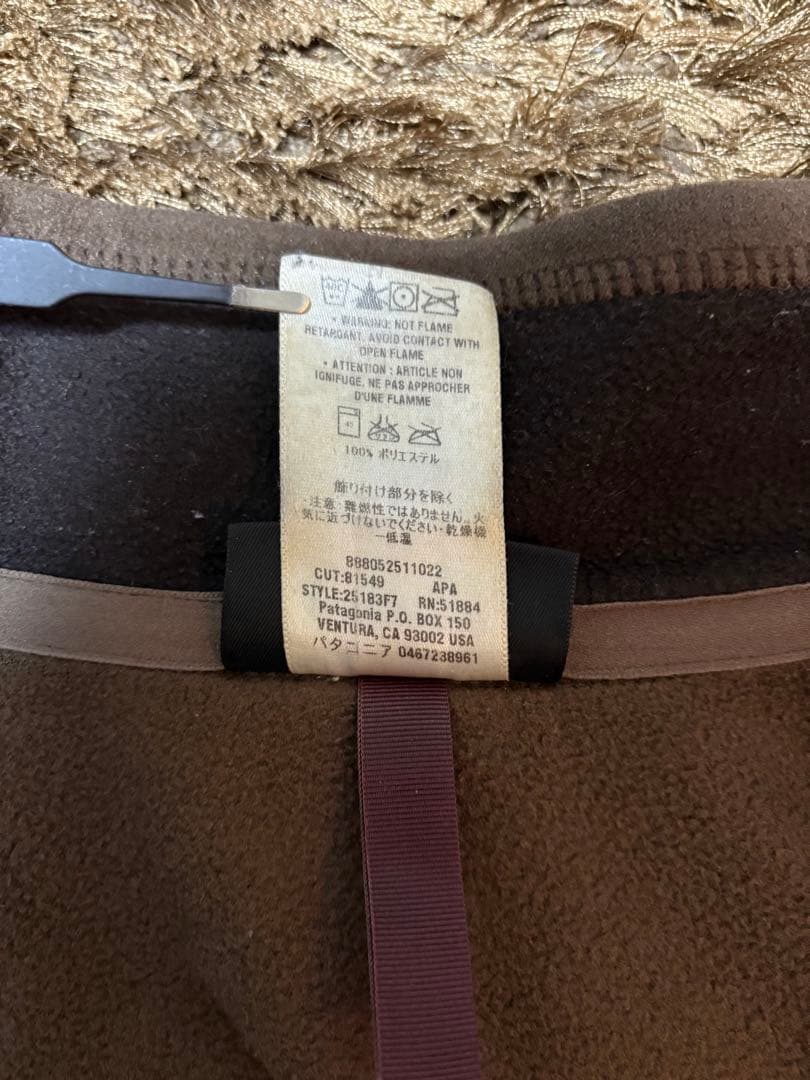 • WARNING: NOT FLAME
RETARDANT. AVOID CONTACT WITH
OPEN FLAME
• ATTENTION : ARTICLE NON
IGNIFUGE, NE PAS APPROCHER
D'UNE FLAMME
40
100% ポリエステル
飾り付け部分を除く
・注意・難燃性ではありません。火
気に近づけないでください・乾燥機
ー低温
888052511022
CUT:81549 APA
STYLE:25183F7 RN:51884
Patagonia P.O. BOX 150
VENTURA, CA 93002 USA
パタゴニア 0467238961